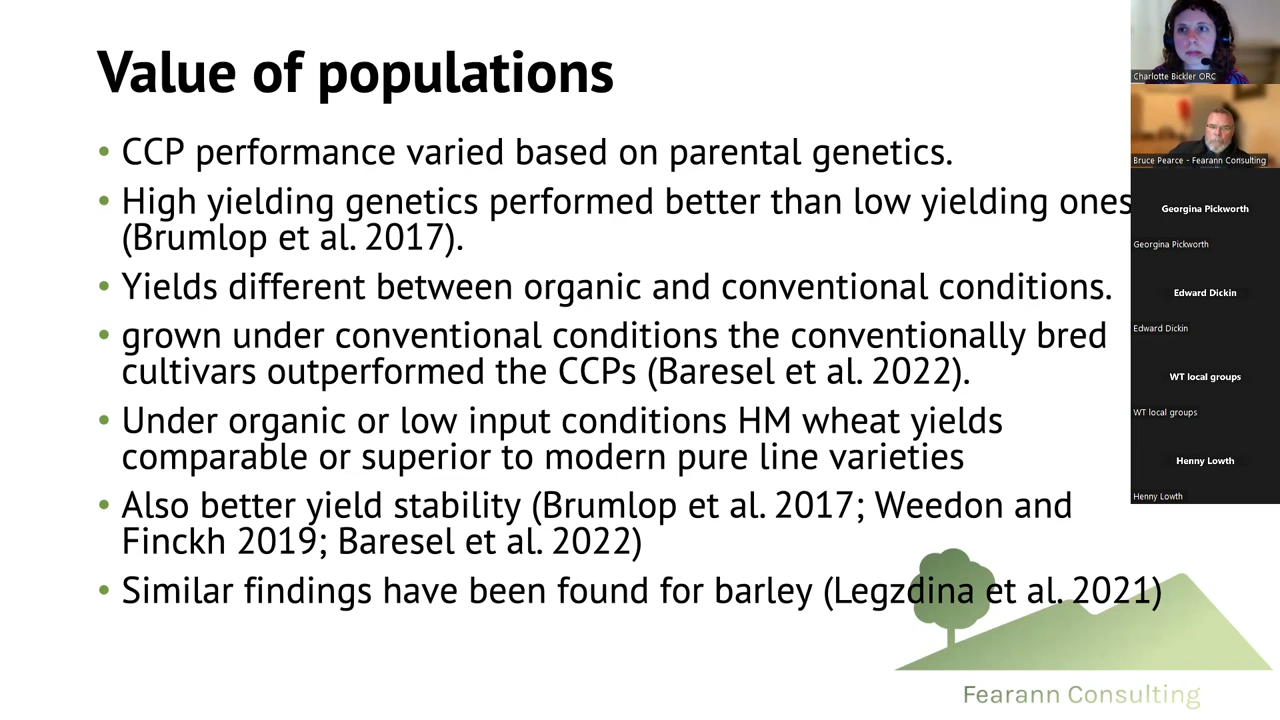 Value of populations
• CCP performance varied based on parental genetics.
• High yielding genetics performed better than low yielding ones
(Brumlop et al. 2017).
• Yields different between organic and conventional conditions.
• grown under conventional conditions the conventionally bred
cultivars outperformed the CCPs (Baresel et al. 2022).
• Under organic or low input conditions HM wheat yields
comparable or superior to modern pure line varieties
• Also better yield stability (Brumlop et al. 2017; Weedon and
Finckh 2019; Baresel et al. 2022)
• Similar findings have been found for barley (Legzdina et al. 2021)
Fearann Consulting
Charlotte Bickler ORC
Bruce Pearce - Fearann Consulting
Georgina Pickworth
Georgina Pickworth
Edward Dickin
Edward Dickin
WT local groups
WT local groups
Henny Lowth
Henny Lowth